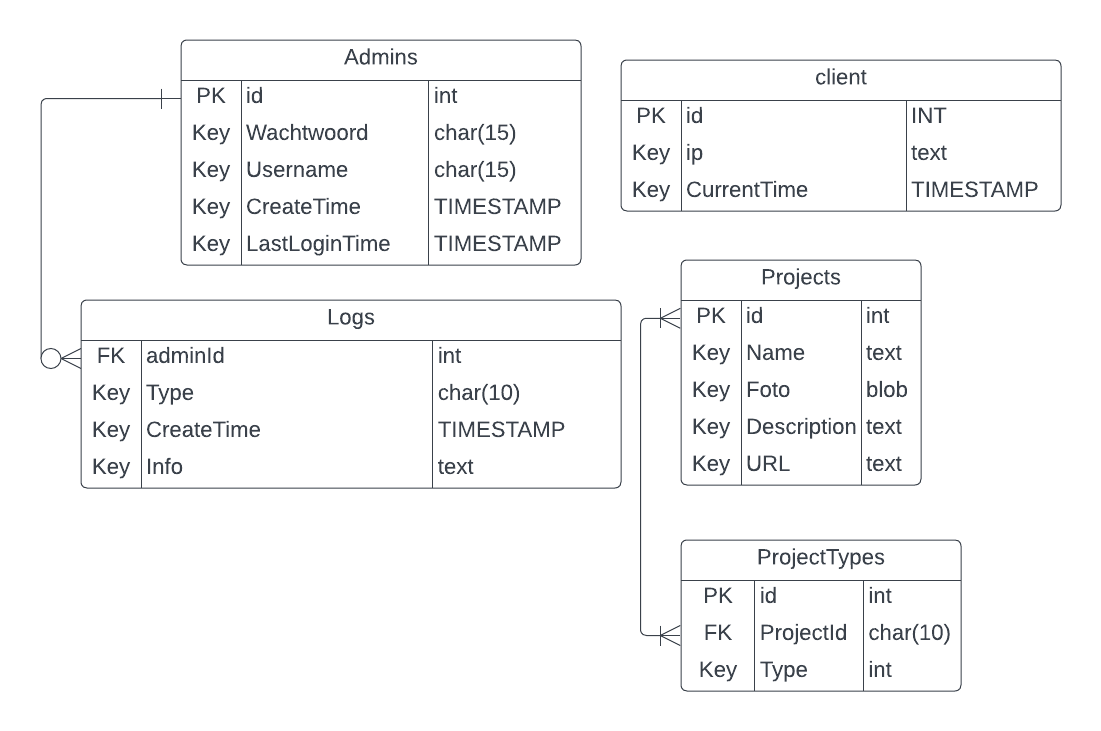 Admins
PK id int
Key Wachtwoord char(15)
Key Username char(15)
Key CreateTime TIMESTAMP
Key LastLoginTime TIMESTAMP
client
PK id INT
Key ip text
Key CurrentTime TIMESTAMP
Logs
FK adminId int
Key Type char(10)
Key CreateTime TIMESTAMP
Key Info text
Projects
PK id int
Key Name text
Key Foto blob
Key Description text
Key URL text
ProjectTypes
PK id int
FK ProjectId char(10)
Key Type int